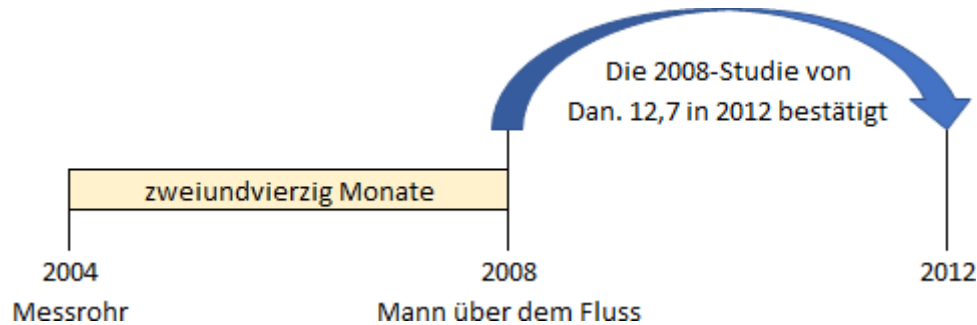 Die 2008-Studie von
Dan. 12,7 in 2012 bestätigt
zweiundvierzig Monate
2004
2008
2012
Messrohr
Mann über dem Fluss